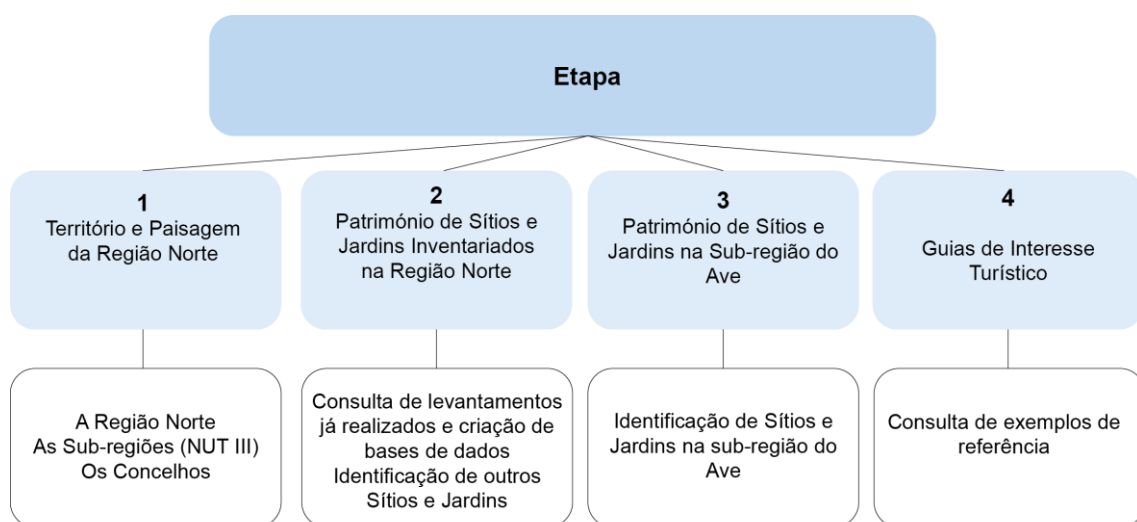 Etapa
1
Território e Paisagem
da Região Norte
2
Património de Sítios e
Jardins Inventariados
na Região Norte
3
Património de Sítios e
Jardins na Sub-região do
Ave
4
Guias de Interesse
Turístico
A Região Norte
As Sub-regiões (NUT III)
Os Concelhos
Consulta de levantamentos
já realizados e criação de
bases de dados
Identificação de outros
Sítios e Jardins
Identificação de Sítios e
Jardins na sub-região do
Ave
Consulta de exemplos de
referência